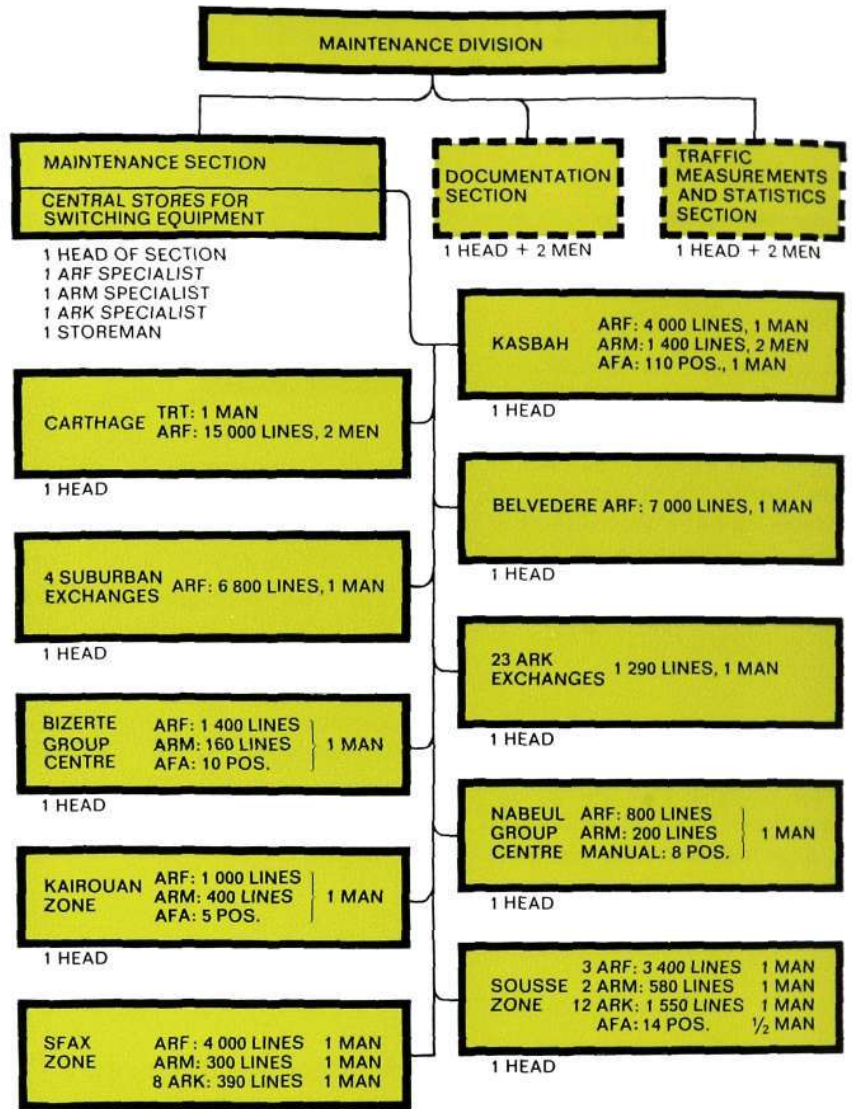 MAINTENANCE DIVISION
MAINTENANCE SECTION
CENTRAL STORES FOR
SWITCHING EQUIPMENT
1 HEAD OF SECTION
1 ARF SPECIALIST
1 ARM SPECIALIST
1 ARK SPECIALIST
1 STOREMAN
DOCUMENTATION
SECTION
1 HEAD + 2 MEN
TRAFFIC
MEASUREMENTS
AND STATISTICS
SECTION
1 HEAD + 2 MEN
KASBAH
ARF: 4 000 LINES, 1 MAN
ARM: 1 400 LINES, 2 MEN
AFA: 110 POS., 1 MAN
1 HEAD
CARTHAGE
TRT: 1 MAN
ARF: 15 000 LINES, 2 MEN
1 HEAD
BELVEDERE ARF: 7 000 LINES, 1 MAN
1 HEAD
4 SUBURBAN
EXCHANGES
ARF: 6 800 LINES, 1 MAN
1 HEAD
23 ARK
EXCHANGES
1 290 LINES, 1 MAN
1 HEAD
BIZERTE ARF: 1 400 LINES
GROUP ARM: 160 LINES 1 MAN
CENTRE AFA: 10 POS.
1 HEAD
NABEUL ARF: 800 LINES
GROUP ARM: 200 LINES 1 MAN
CENTRE MANUAL: 8 POS.
1 HEAD
KAIROUAN ARF: 1 000 LINES
ZONE ARM: 400 LINES 1 MAN
AFA: 5 POS.
1 HEAD
3 ARF: 3 400 LINES 1 MAN
SOUSSE 2 ARM: 580 LINES 1 MAN
ZONE 12 ARK: 1 550 LINES 1 MAN
AFA: 14 POS. ½ MAN
1 HEAD
SFAX ARF: 4 000 LINES 1 MAN
ZONE ARM: 300 LINES 1 MAN
8 ARK: 390 LINES 1 MAN